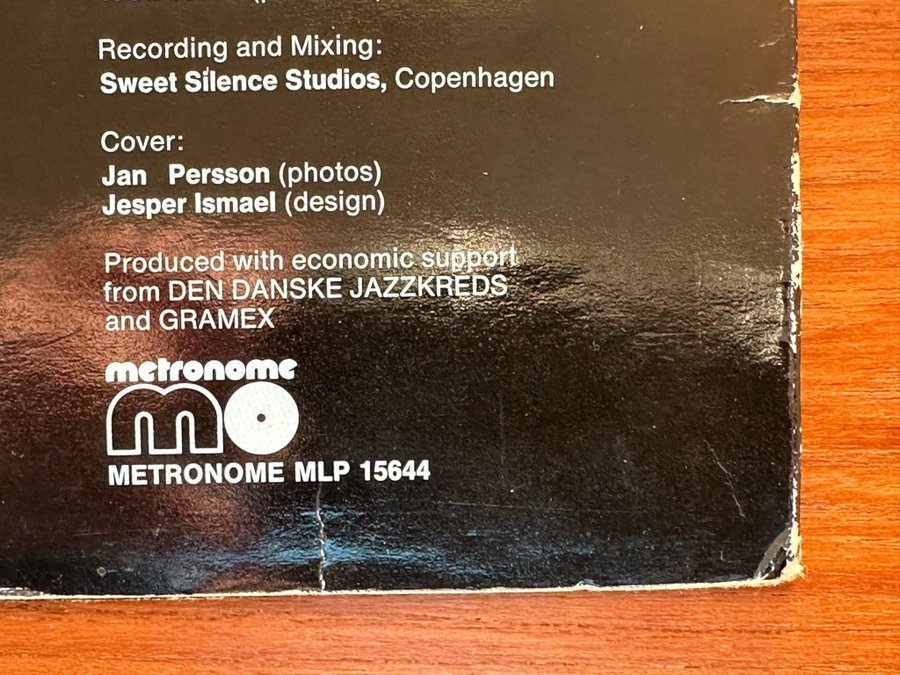 Recording and Mixing:
Sweet Silence Studios, Copenhagen
Cover:
Jan Persson (photos)
Jesper Ismael (design)
Produced with economic support
from DEN DANSKE JAZZKREDS
and GRAMEX
metronome
mo
METRONOME MLP 15644